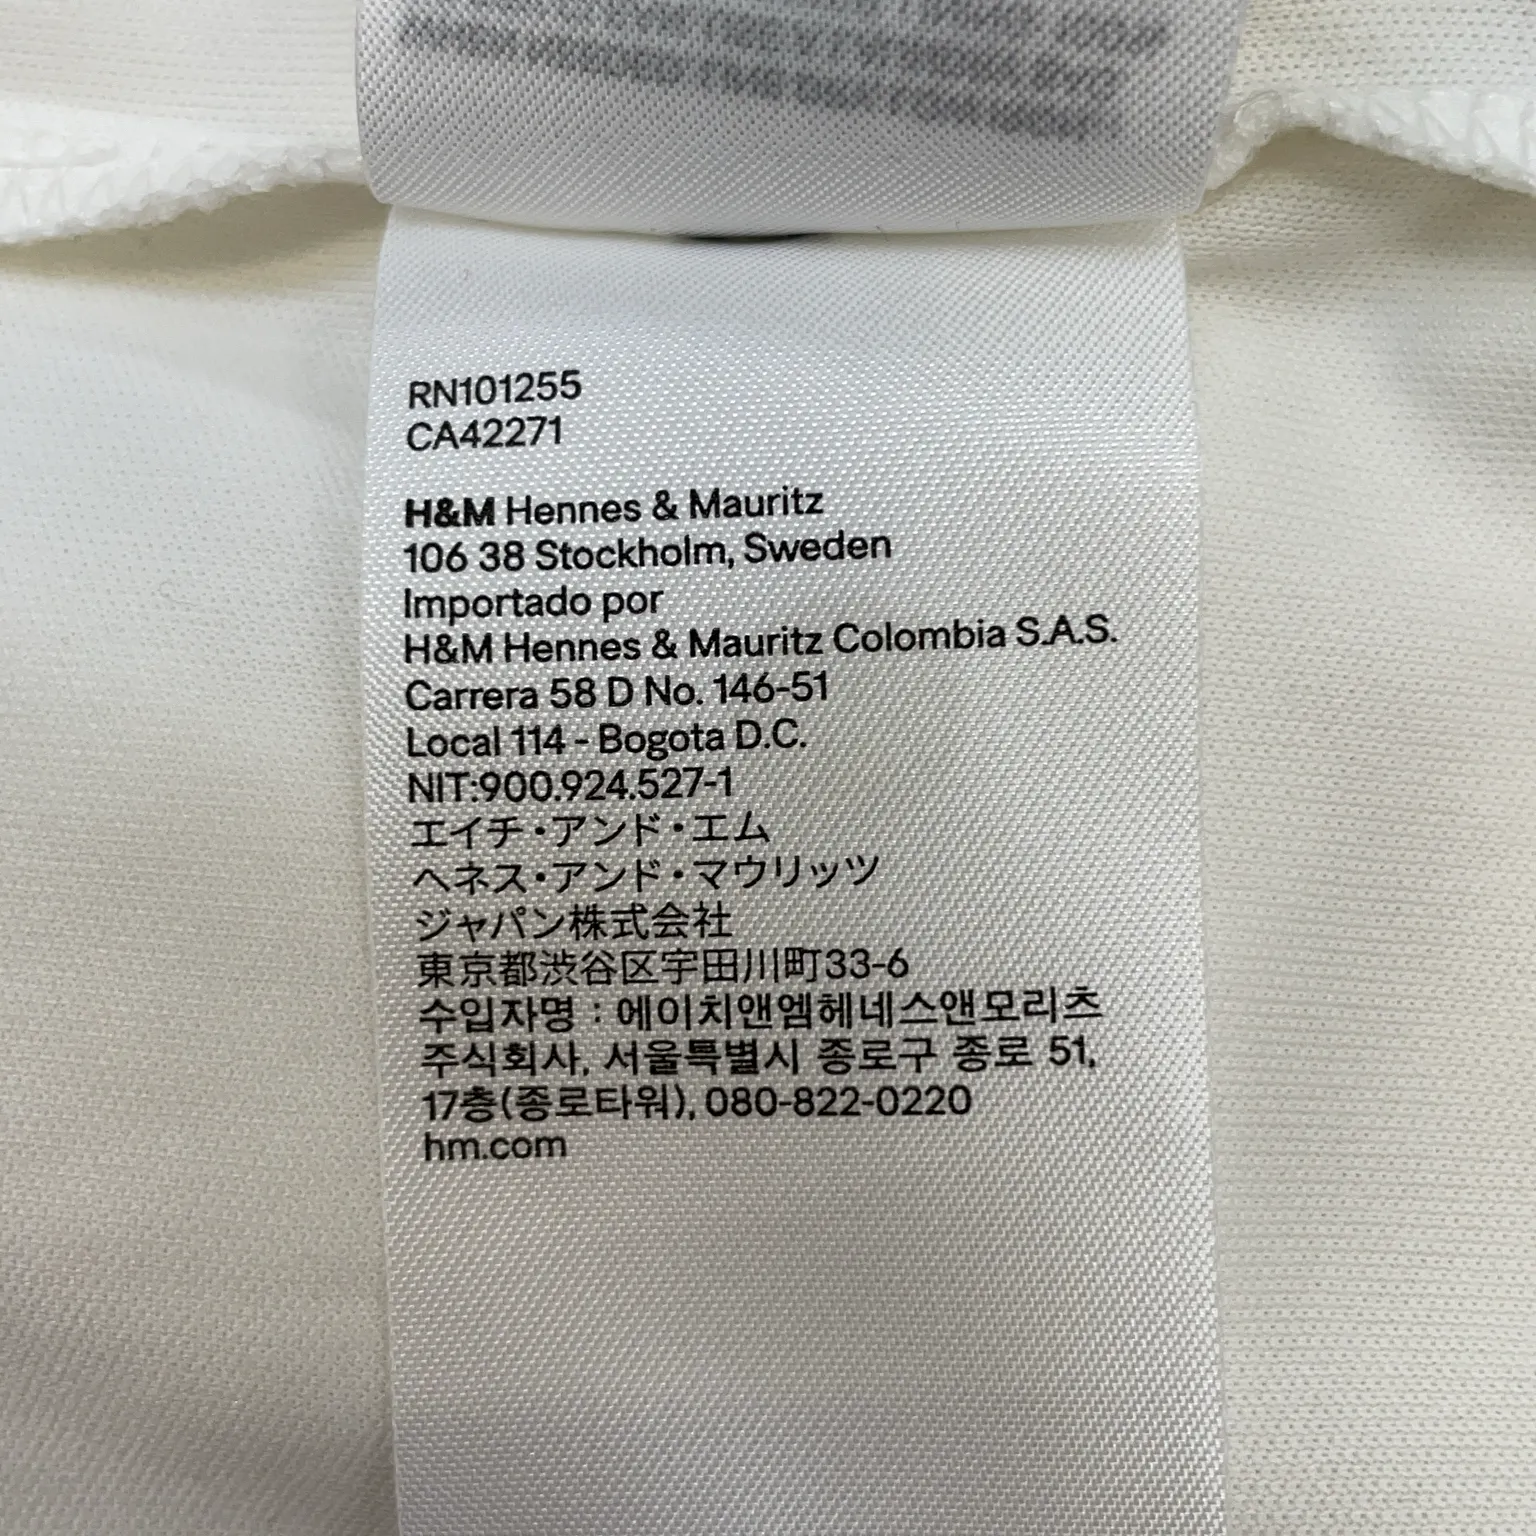 RN101255
CA42271
H&M Hennes & Mauritz
106 38 Stockholm, Sweden
Importado por
H&M Hennes & Mauritz Colombia S.A.S.
Carrera 58 D No. 146-51
Local 114 - Bogota D.C.
NIT:900.924.527-1
エイチ・アンド・エム
ヘネス・アンド・マウリッツ
ジャパン株式会社
東京都渋谷区宇田川町33-6
수입자명 : 에이치앤엠헤네스앤모리츠
주식회사, 서울특별시 종로구 종로 51,
17층(종로타워), 080-822-0220
hm.com